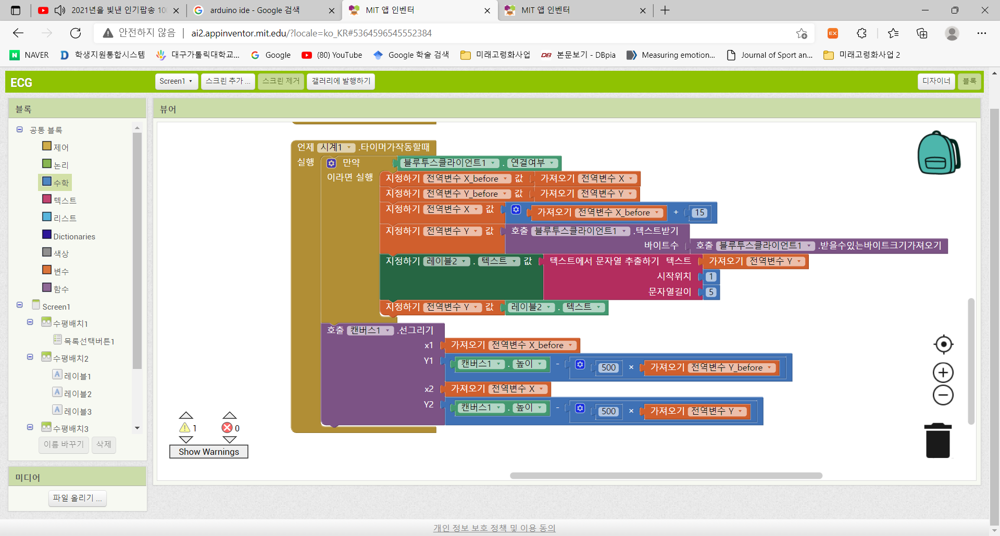 2021년을 빛낸 인기팝송 10
arduino ide - Google 검색
MIT 앱 인벤터
MIT 앱 인벤터
안전하지 않음 | ai2.appinventor.mit.edu/?locale=ko_KR#5364596545552384
NAVER 학생지원통합시스템 대구가톨릭대학교... Google (80) YouTube Google 학술 검색 미래고령화사업 본문보기 - DBpia Measuring emotion... Journal of Sport an... 미래고령화사업 2
ECG Screen1 스크린 추가 ... 스크린 제거 갤러리에 발행하기 디자이너 블록
블록
공통 블록
제어
논리
수학
텍스트
리스트
Dictionaries
색상
변수
함수
Screen1
수평배치1
목록선택버튼1
수평배치2
레이블1
레이블2
레이블3
수평배치3
이름 바꾸기 삭제
미디어
파일 올리기 ...
뷰어
언제 시계1 .타이머가작동할때
실행 만약 블루투스클라이언트1 . 연결여부
이라면 실행 지정하기 전역변수 X_before 값 가져오기 전역변수 X
지정하기 전역변수 Y_before 값 가져오기 전역변수 Y
지정하기 전역변수 X 값 가져오기 전역변수 X_before + 15
지정하기 전역변수 Y 값 호출 블루투스클라이언트1 .텍스트받기
바이트수 호출 블루투스클라이언트1 .받을수있는바이트크기가져오기
지정하기 레이블2 . 텍스트 값 텍스트에서 문자열 추출하기 텍스트 가져오기 전역변수 Y
시작위치 1
문자열길이 5
지정하기 전역변수 Y 값 레이블2 . 텍스트
호출 캔버스1 .선그리기
x1 가져오기 전역변수 X_before
Y1 캔버스1 . 높이 - 500 × 가져오기 전역변수 Y_before
x2 가져오기 전역변수 X
Y2 캔버스1 . 높이 - 500 × 가져오기 전역변수 Y
1 0
Show Warnings
개인 정보 보호 정책 및 이용 동의